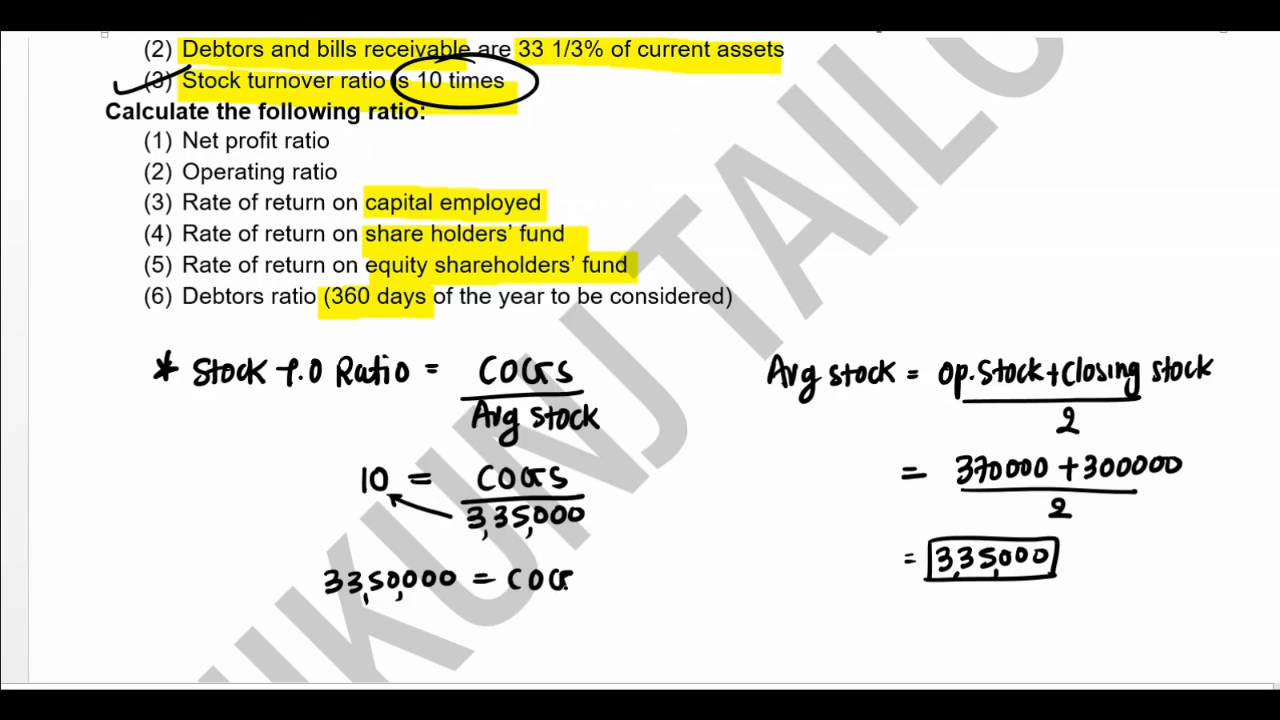 (2) Debtors and bills receivable are 33 1/3% of current assets
(3) Stock turnover ratio is 10 times
Calculate the following ratio:
(1) Net profit ratio
(2) Operating ratio
(3) Rate of return on capital employed
(4) Rate of return on share holders’ fund
(5) Rate of return on equity shareholders’ fund
(6) Debtors ratio (360 days of the year to be considered)
* Stock T.O Ratio = COGS
Avg Stock
10 = COGS
3,35,000
33,50,000 = COG
Avg stock = Op.Stock+Closing stock
2
= 370000 + 300000
2
= 3,35,000